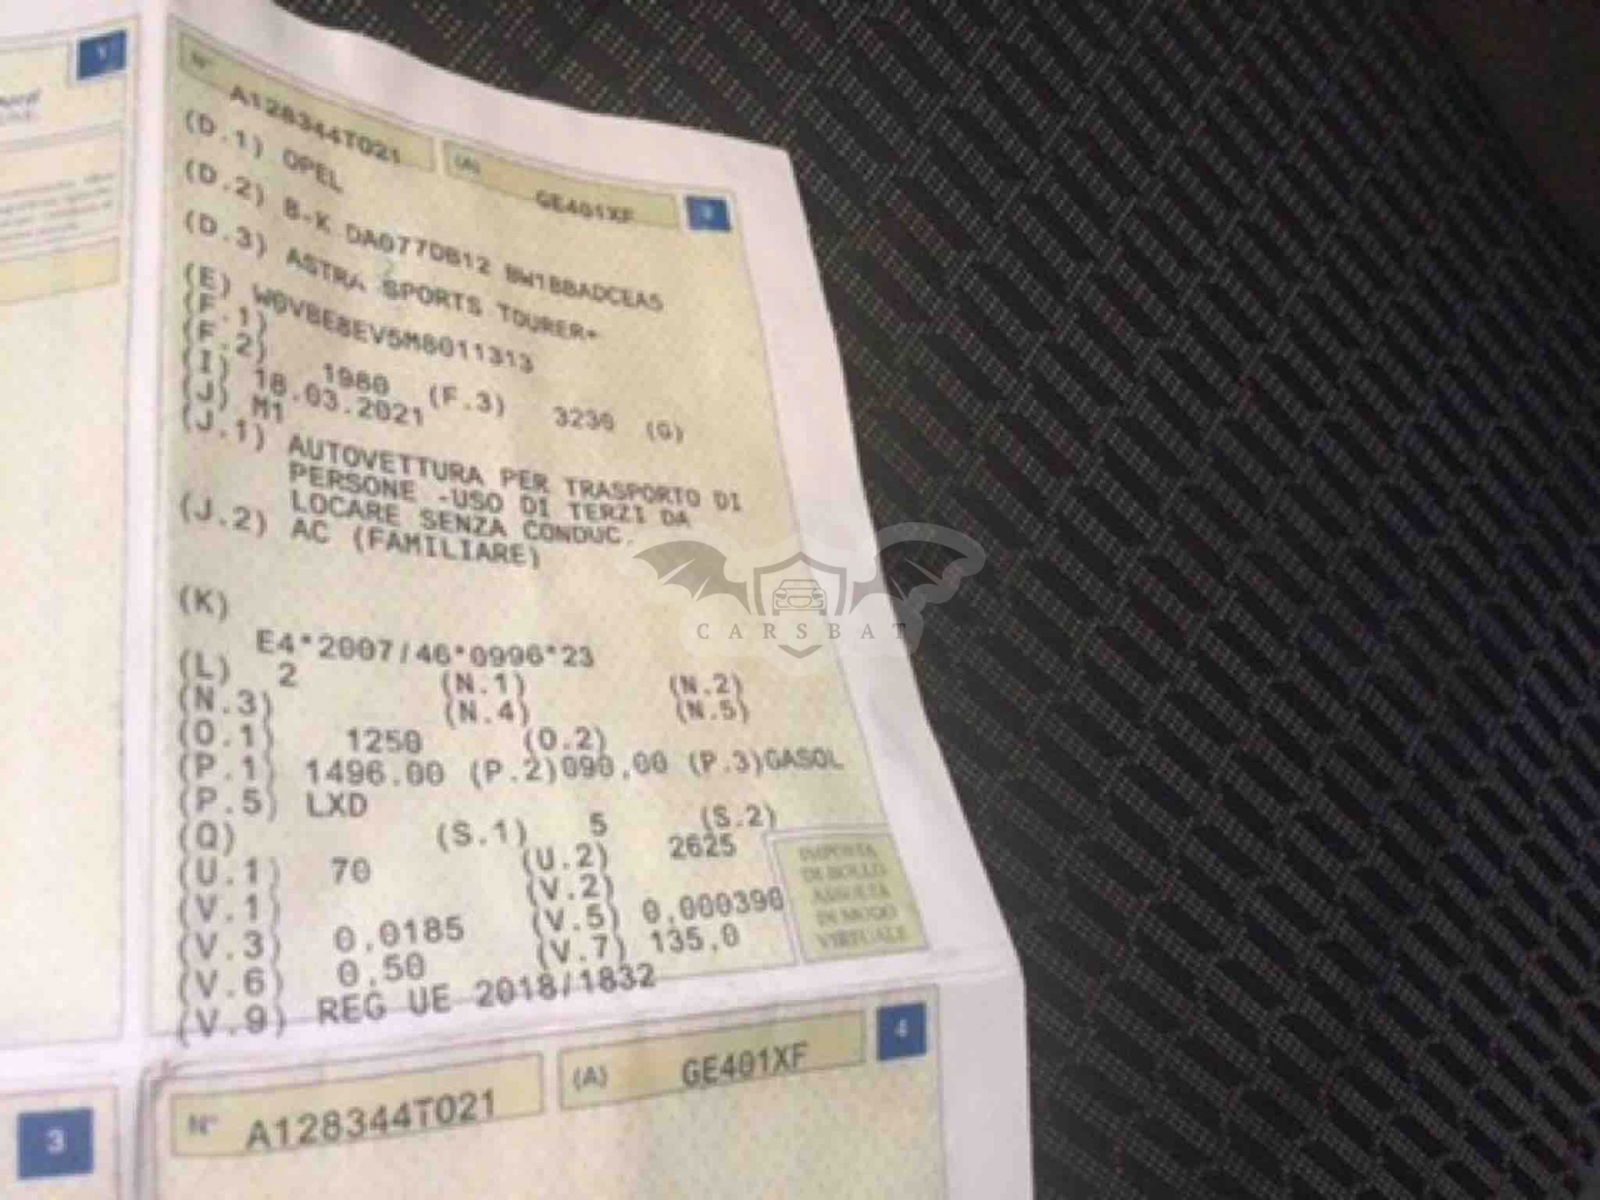 1
N°
A128344T021
(A)
GE401XF
(D.1) OPEL
(D.2) B-K DA077DB12 BW1BBADCEA5
(D.3) ASTRA SPORTS TOURER+
(E) W0VBE8EV5M8011313
(F.1)
(F.2) 1980 (F.3) 3230 (G)
(I) 18.03.2021
(J) M1
(J.1) AUTOVETTURA PER TRASPORTO DI
PERSONE -USO DI TERZI DA
LOCARE SENZA CONDUC.
(J.2) AC (FAMILIARE)
CARSBAT
(K)
E4*2007/46*0996*23
(L) 2 (N.1) (N.2)
(N.3) (N.4) (N.5)
(O.1) 1250 (O.2)
(P.1) 1496.00 (P.2)090,00 (P.3)GASOL
(P.5) LXD
(Q) (S.1) 5 (S.2)
(U.1) 70 (U.2) 2625
(V.1) (V.2)
(V.3) 0,0185 (V.5) 0,000390
(V.6) 0,50 (V.7) 135,0
(V.9) REG UE 2018/1832
IMPOSTA
DI BOLLO
ASSOLTA
IN MODO
VIRTUALE
3
N°
A128344T021
(A)
GE401XF
4